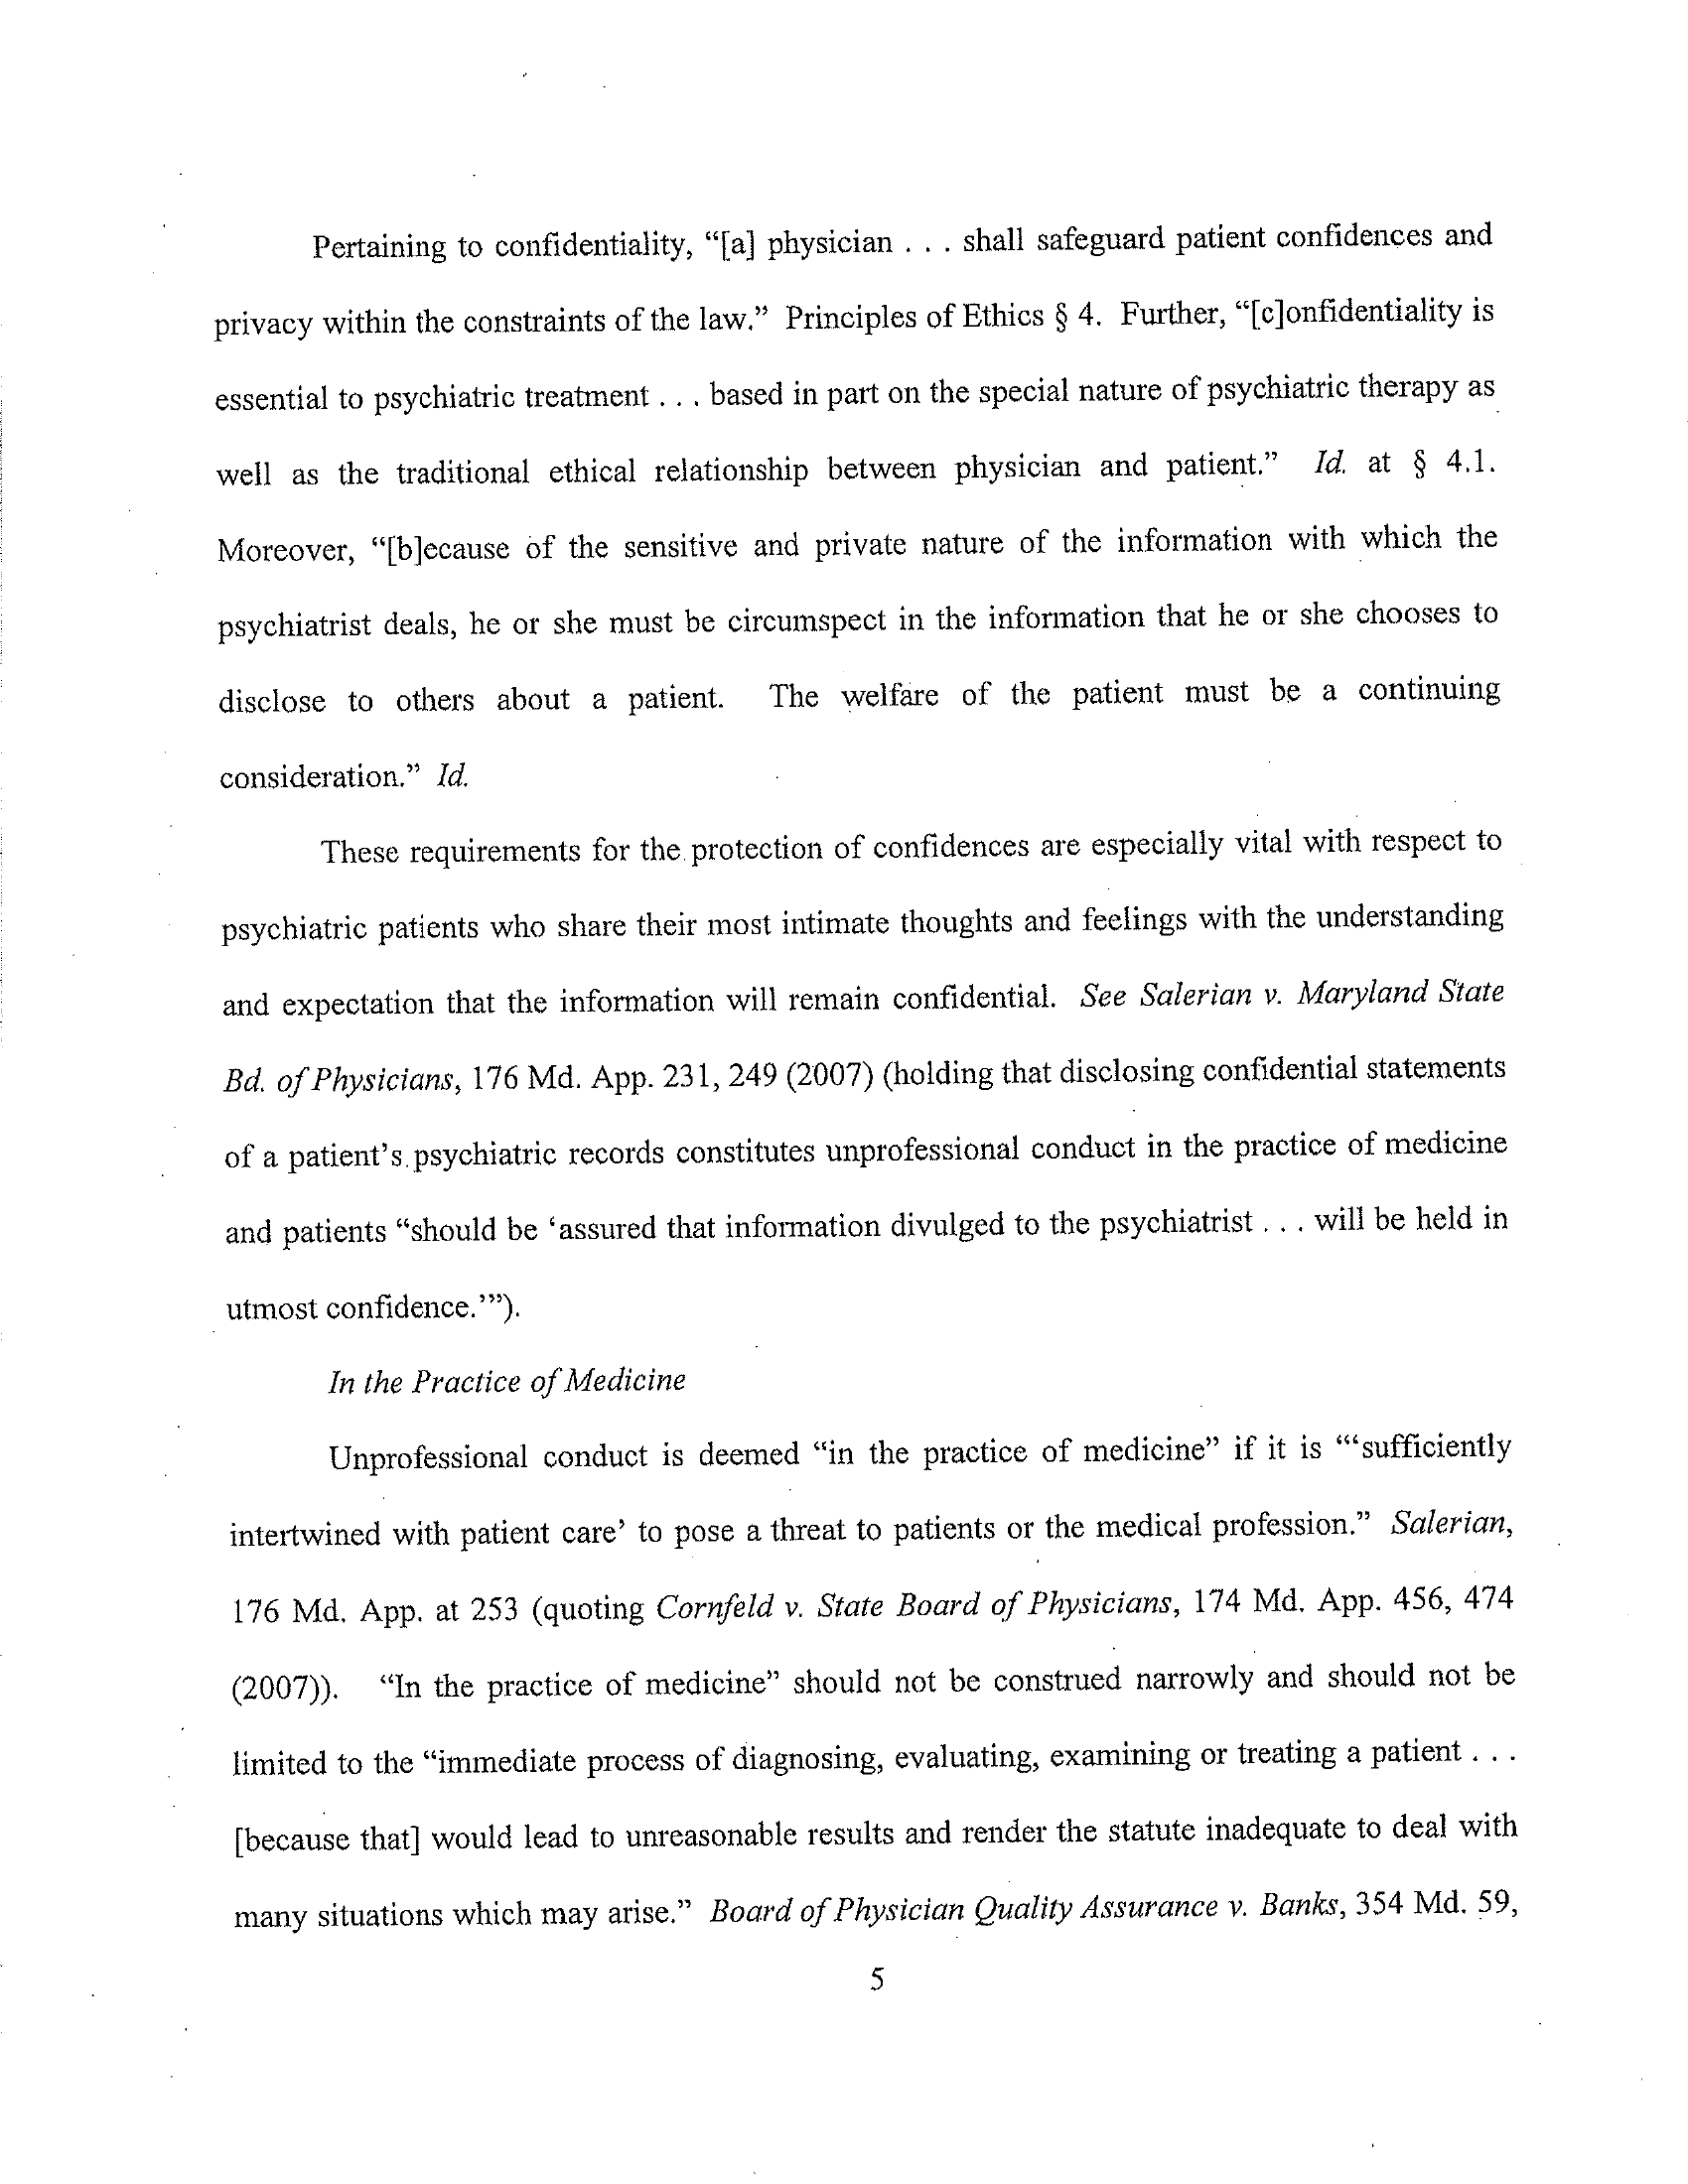 Pertaining to confidentiality, “[a] physician . . . shall safeguard patient confidences and
privacy within the constraints of the law.” Principles of Ethics § 4. Further, “[c]onfidentiality is
essential to psychiatric treatment . . . based in part on the special nature of psychiatric therapy as
well as the traditional ethical relationship between physician and patient.” Id. at § 4.1.
Moreover, “[b]ecause of the sensitive and private nature of the information with which the
psychiatrist deals, he or she must be circumspect in the information that he or she chooses to
disclose to others about a patient. The welfare of the patient must be a continuing
consideration.” Id.
These requirements for the protection of confidences are especially vital with respect to
psychiatric patients who share their most intimate thoughts and feelings with the understanding
and expectation that the information will remain confidential. See Salerian v. Maryland State
Bd. of Physicians, 176 Md. App. 231, 249 (2007) (holding that disclosing confidential statements
of a patient’s psychiatric records constitutes unprofessional conduct in the practice of medicine
and patients “should be ‘assured that information divulged to the psychiatrist . . . will be held in
utmost confidence.’”).
In the Practice of Medicine
Unprofessional conduct is deemed “in the practice of medicine” if it is “‘sufficiently
intertwined with patient care’ to pose a threat to patients or the medical profession.” Salerian,
176 Md. App. at 253 (quoting Cornfeld v. State Board of Physicians, 174 Md. App. 456, 474
(2007)). “In the practice of medicine” should not be construed narrowly and should not be
limited to the “immediate process of diagnosing, evaluating, examining or treating a patient . . .
[because that] would lead to unreasonable results and render the statute inadequate to deal with
many situations which may arise.” Board of Physician Quality Assurance v. Banks, 354 Md. 59,
5